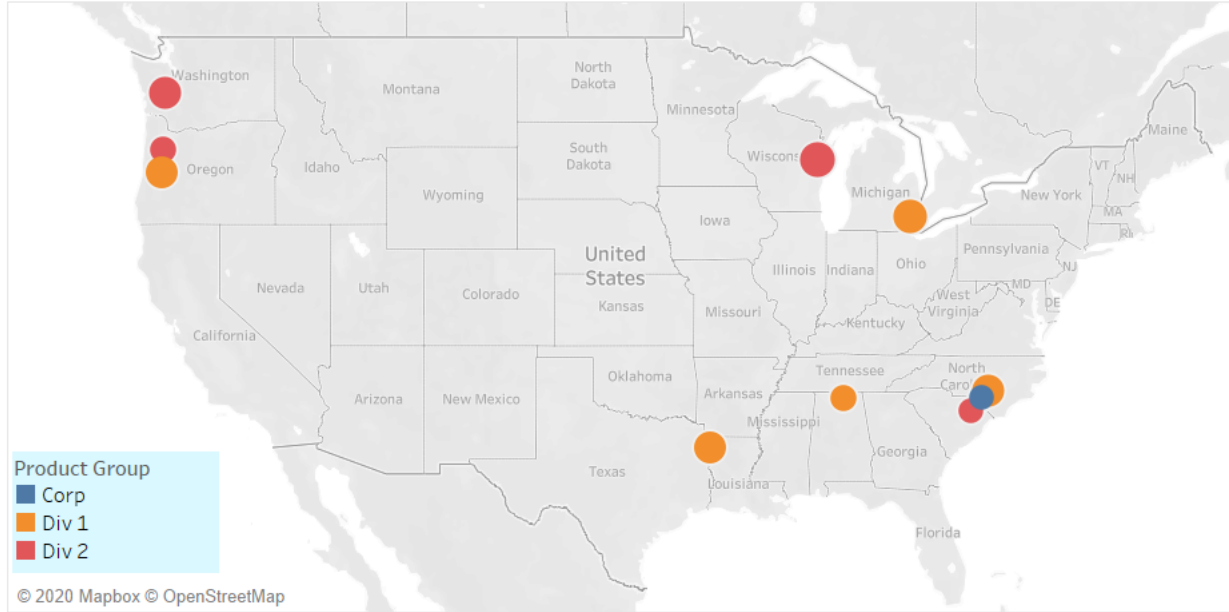 Washington
Montana
North
Dakota
Minnesota
Maine
Oregon
Idaho
South
Dakota
Wiscons
Michigan
VT
NH
Wyoming
New York
MA
RI
Iowa
Pennsylvania
United
States
Nevada
Utah
Colorado
Kansas
Illinois
Indiana
Ohio
NJ
MD
DE
West
Virginia
Missouri
Kentucky
California
Oklahoma
Tennessee
North
Carol
Arizona
New Mexico
Arkansas
Mississippi
Georgia
Texas
Louisiana
Florida
Product Group
Corp
Div 1
Div 2
© 2020 Mapbox © OpenStreetMap